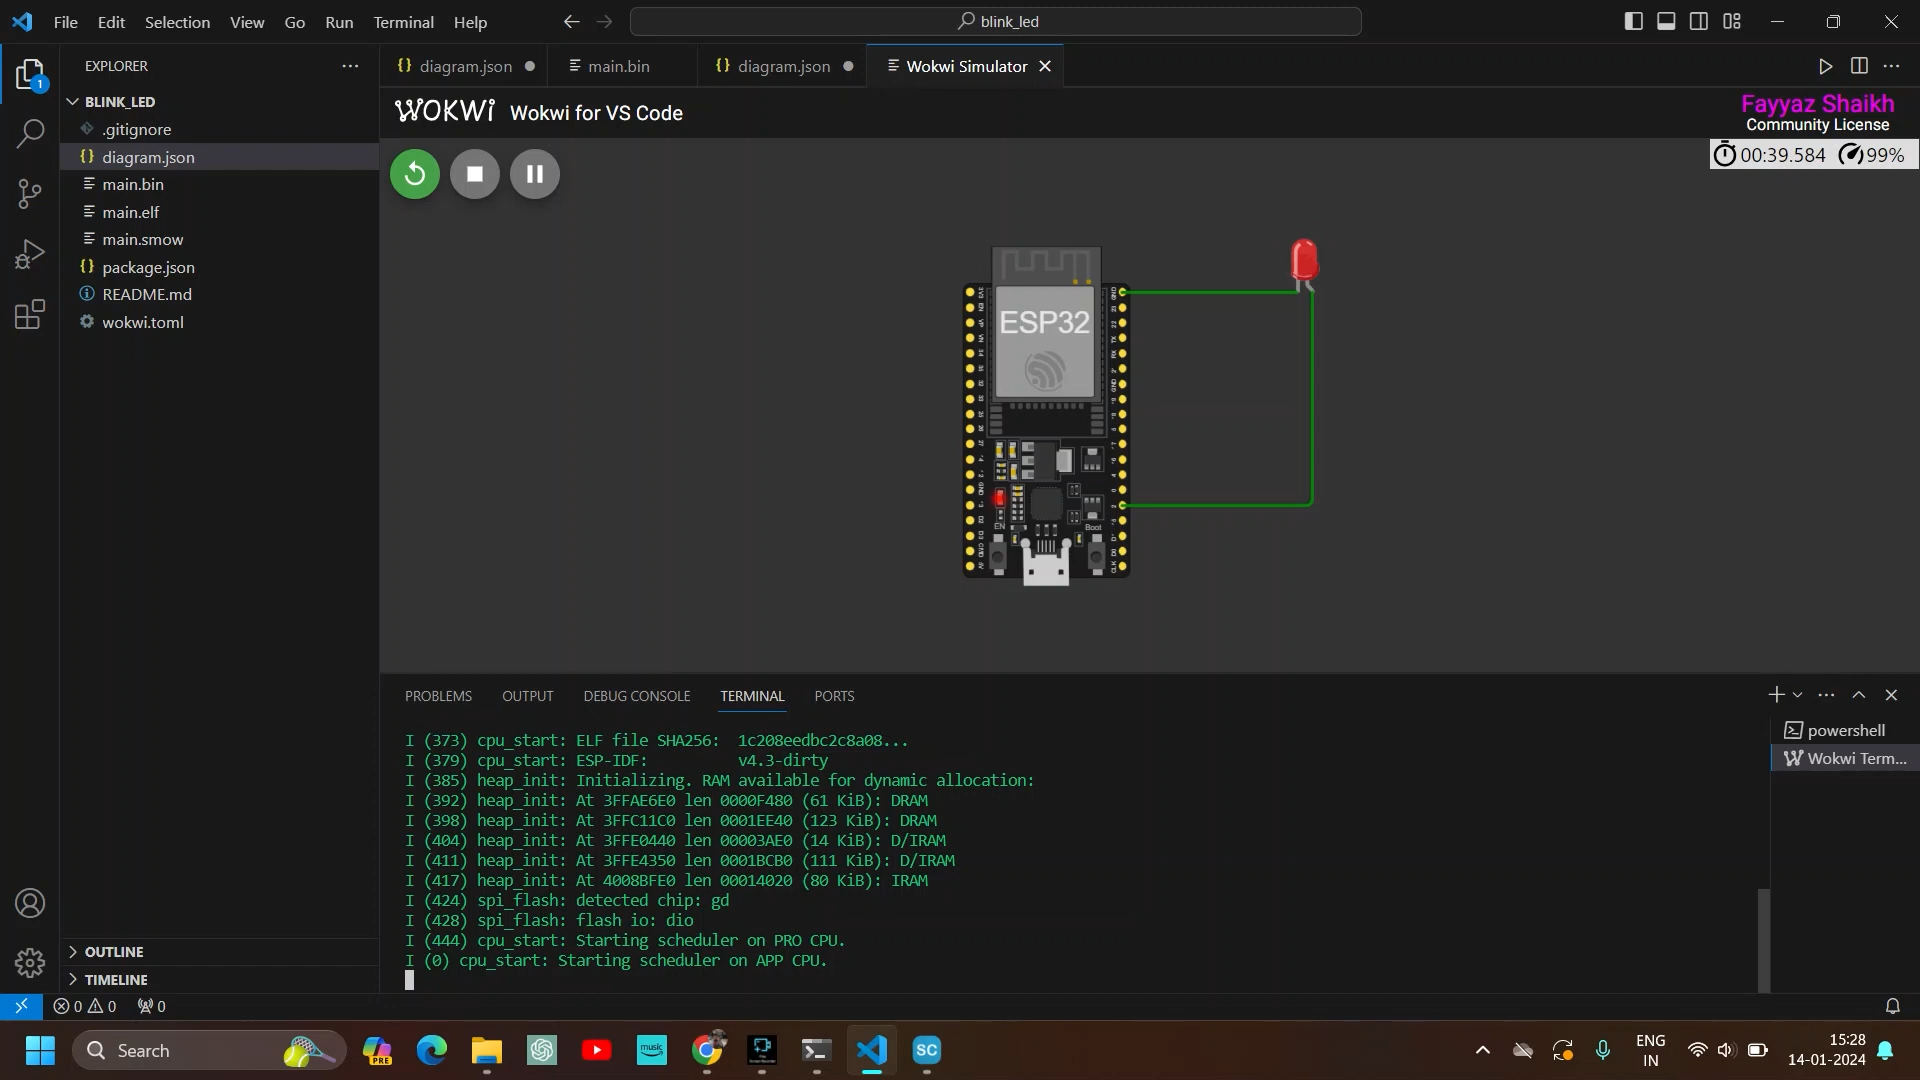 File Edit Selection View Go Run Terminal Help
blink_led
EXPLORER
diagram.json
main.bin
diagram.json
Wokwi Simulator
BLINK_LED
.gitignore
diagram.json
main.bin
main.elf
main.smow
package.json
README.md
wokwi.toml
OUTLINE
TIMELINE
WOKWi Wokwi for VS Code
Fayyaz Shaikh
Community License
00:39.584 99%
ESP32
EN
Boot
PROBLEMS OUTPUT DEBUG CONSOLE TERMINAL PORTS
I (373) cpu_start: ELF file SHA256: 1c208eedbc2c8a08...
I (379) cpu_start: ESP-IDF: v4.3-dirty
I (385) heap_init: Initializing. RAM available for dynamic allocation:
I (392) heap_init: At 3FFAE6E0 len 0000F480 (61 KiB): DRAM
I (398) heap_init: At 3FFC11C0 len 0001EE40 (123 KiB): DRAM
I (404) heap_init: At 3FFE0440 len 00003AE0 (14 KiB): D/IRAM
I (411) heap_init: At 3FFE4350 len 0001BCB0 (111 KiB): D/IRAM
I (417) heap_init: At 4008BFE0 len 00014020 (80 KiB): IRAM
I (424) spi_flash: detected chip: gd
I (428) spi_flash: flash io: dio
I (444) cpu_start: Starting scheduler on PRO CPU.
I (0) cpu_start: Starting scheduler on APP CPU.
powershell
Wokwi Term...
0 0 0
1
Search
PRE
music
SC
ENG
IN
15:28
14-01-2024